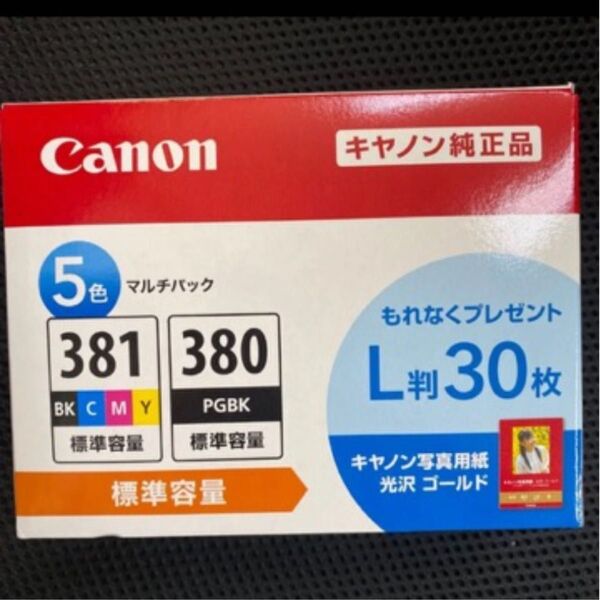 Canon
キヤノン純正品
5色
マルチパック
381
BK C M Y
標準容量
380
PGBK
標準容量
標準容量
もれなくプレゼント
L判30枚
キヤノン写真用紙
光沢 ゴールド